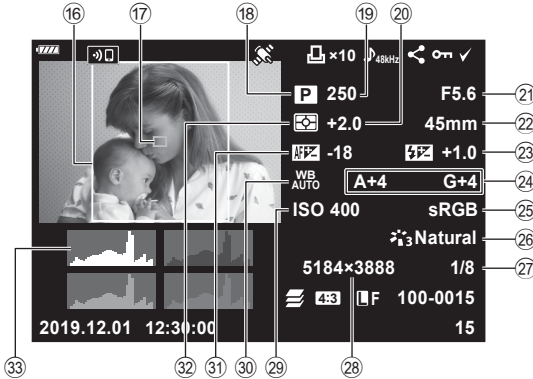 ⑯ ⑰ ⑱ ⑲ ⑳
×10 48kHz
P 250 F5.6 ㉑
+2.0 45mm ㉒
AF -18 +1.0 ㉓
WB AUTO A+4 G+4 ㉔
ISO 400 sRGB ㉕
3 Natural ㉖
5184×3888 1/8 ㉗
4:3 L F 100-0015
2019.12.01 12:30:00 15
㉝ ㉜ ㉛ ㉚ ㉙ ㉘